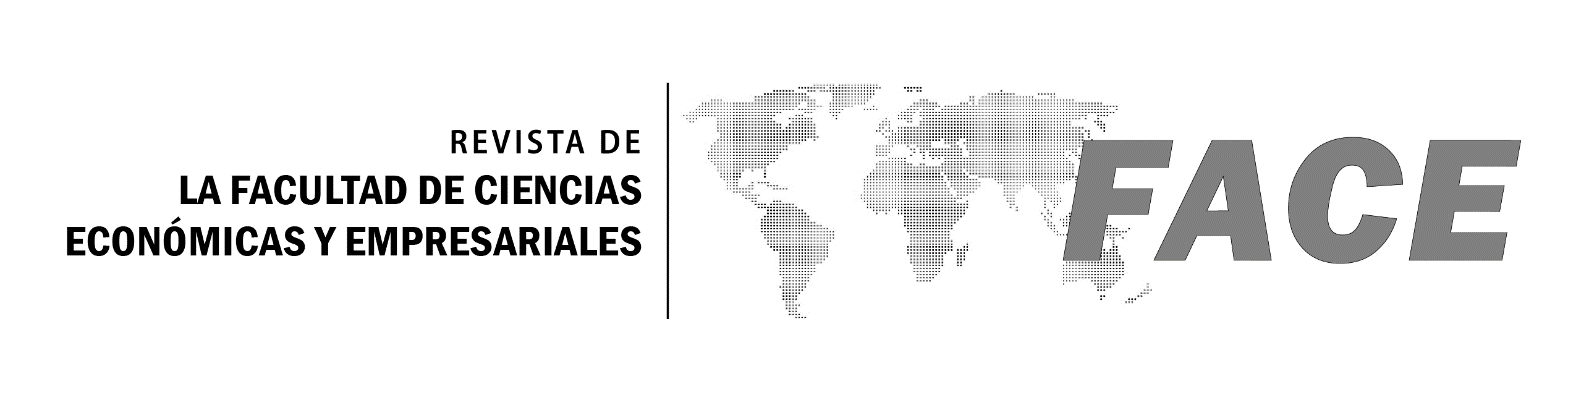 REVISTA DE
LA FACULTAD DE CIENCIAS
ECONÓMICAS Y EMPRESARIALES
FACE